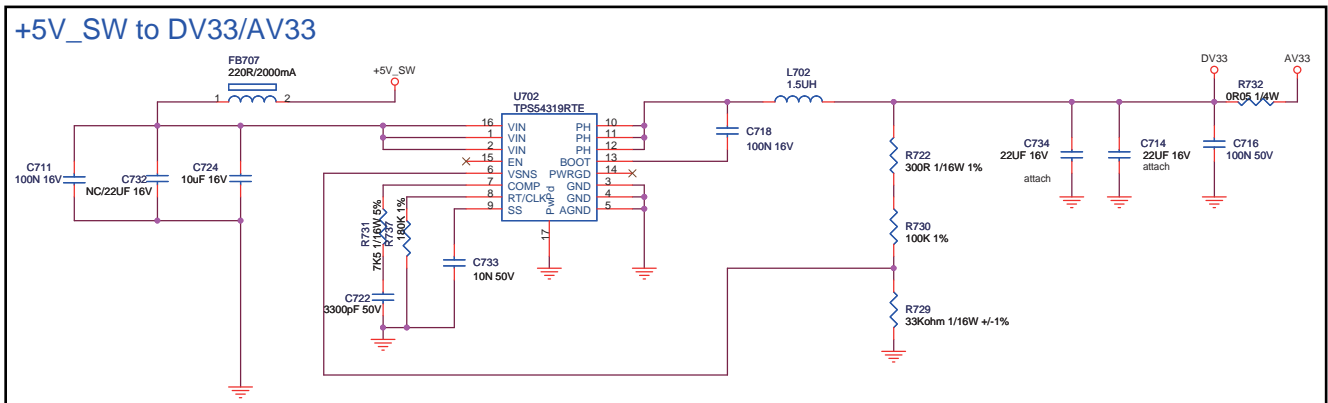 +5V_SW to DV33/AV33
FB707
220R/2000mA
1
2
+5V_SW
C711
100N 16V
C732
NC/22UF 16V
C724
10uF 16V
U702
TPS54319RTE
16 VIN PH 10
1 VIN PH 11
2 VIN PH 12
15 EN BOOT 13
6 VSNS PWRGD 14
7 COMP GND 3
8 RT/CLK GND 4
9 SS AGND 5
PwPd
17
R731
7K5 1/16W 5%
R737
180K 1%
C722
3300pF 50V
C733
10N 50V
C718
100N 16V
L702
1.5UH
R722
300R 1/16W 1%
R730
100K 1%
R729
33Kohm 1/16W +/-1%
C734
22UF 16V
attach
C714
22UF 16V
attach
DV33
R732
0R05 1/4W
AV33
C716
100N 50V